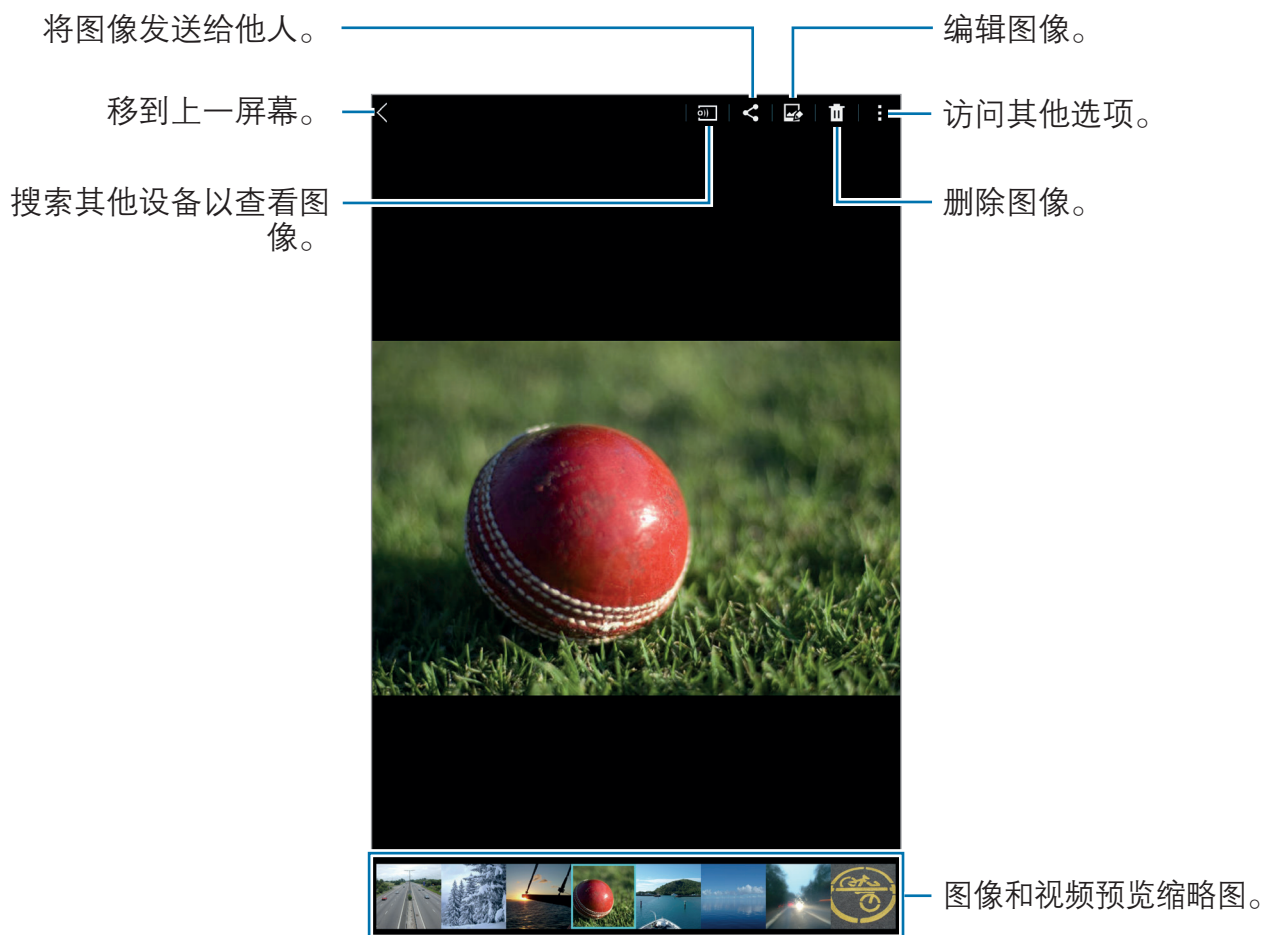 将图像发送给他人。
编辑图像。
移到上一屏幕。
访问其他选项。
搜索其他设备以查看图
像。
删除图像。
图像和视频预览缩略图。